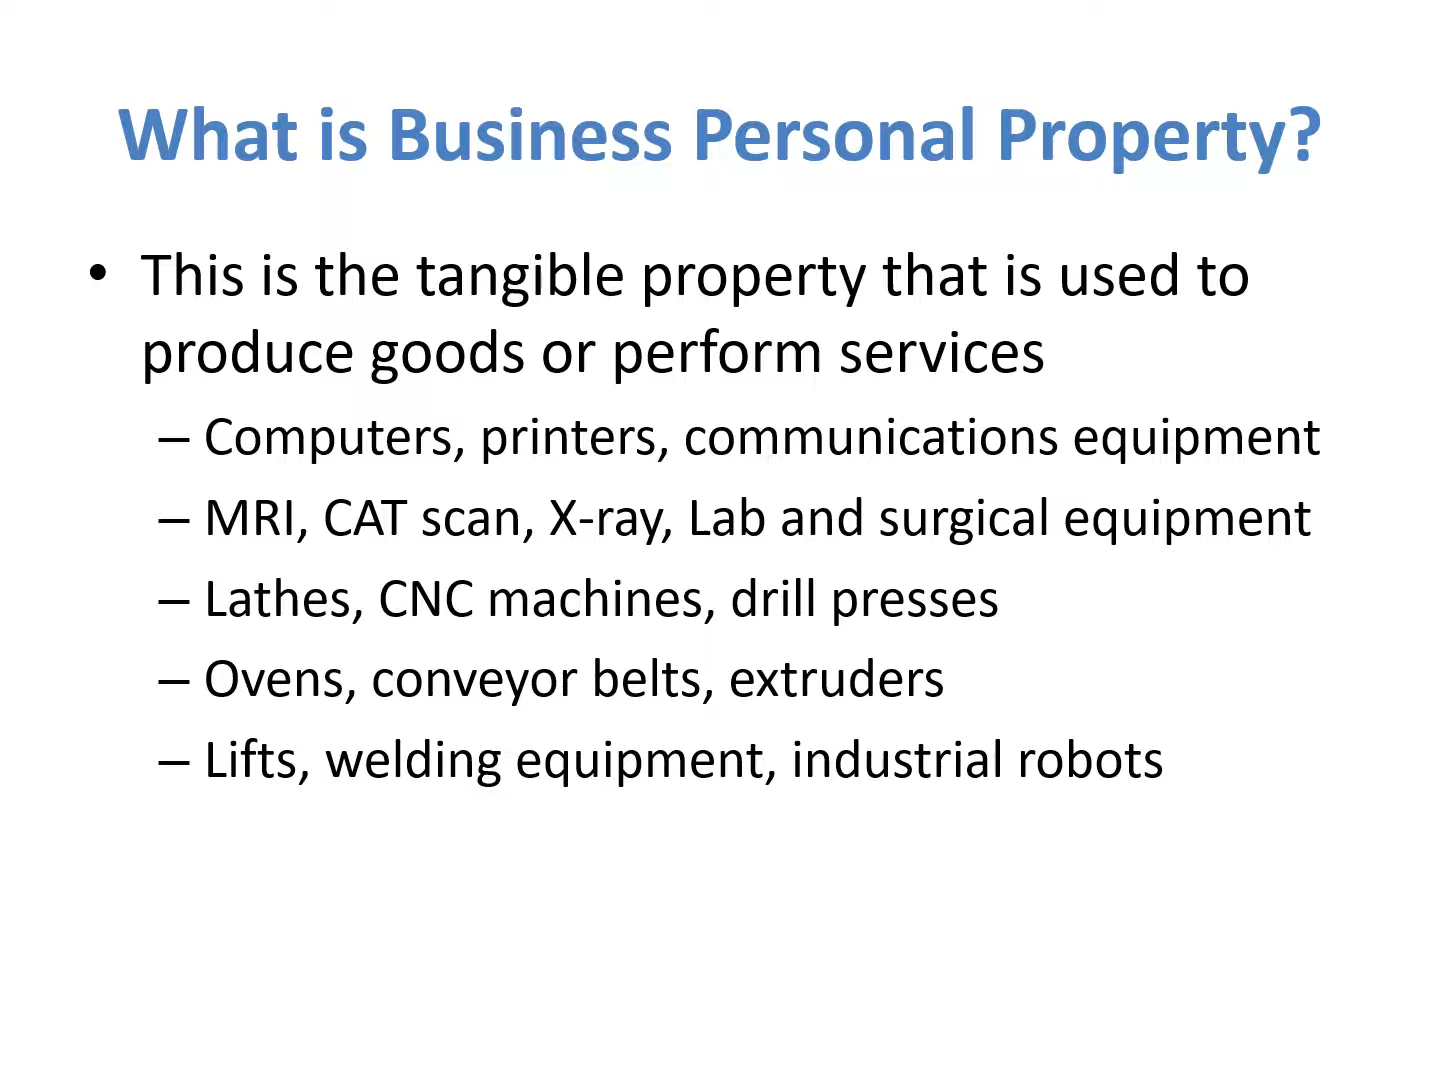 What is Business Personal Property?
• This is the tangible property that is used to
produce goods or perform services
– Computers, printers, communications equipment
– MRI, CAT scan, X-ray, Lab and surgical equipment
– Lathes, CNC machines, drill presses
– Ovens, conveyor belts, extruders
– Lifts, welding equipment, industrial robots